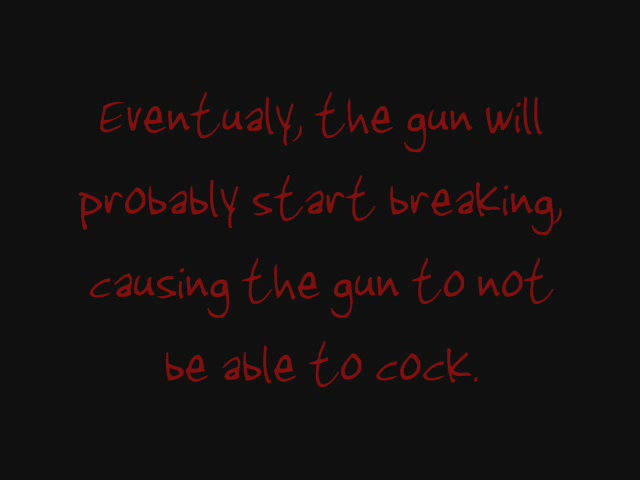 Eventualy, the gun will
probably start breaking,
causing the gun to not
be able to cock.